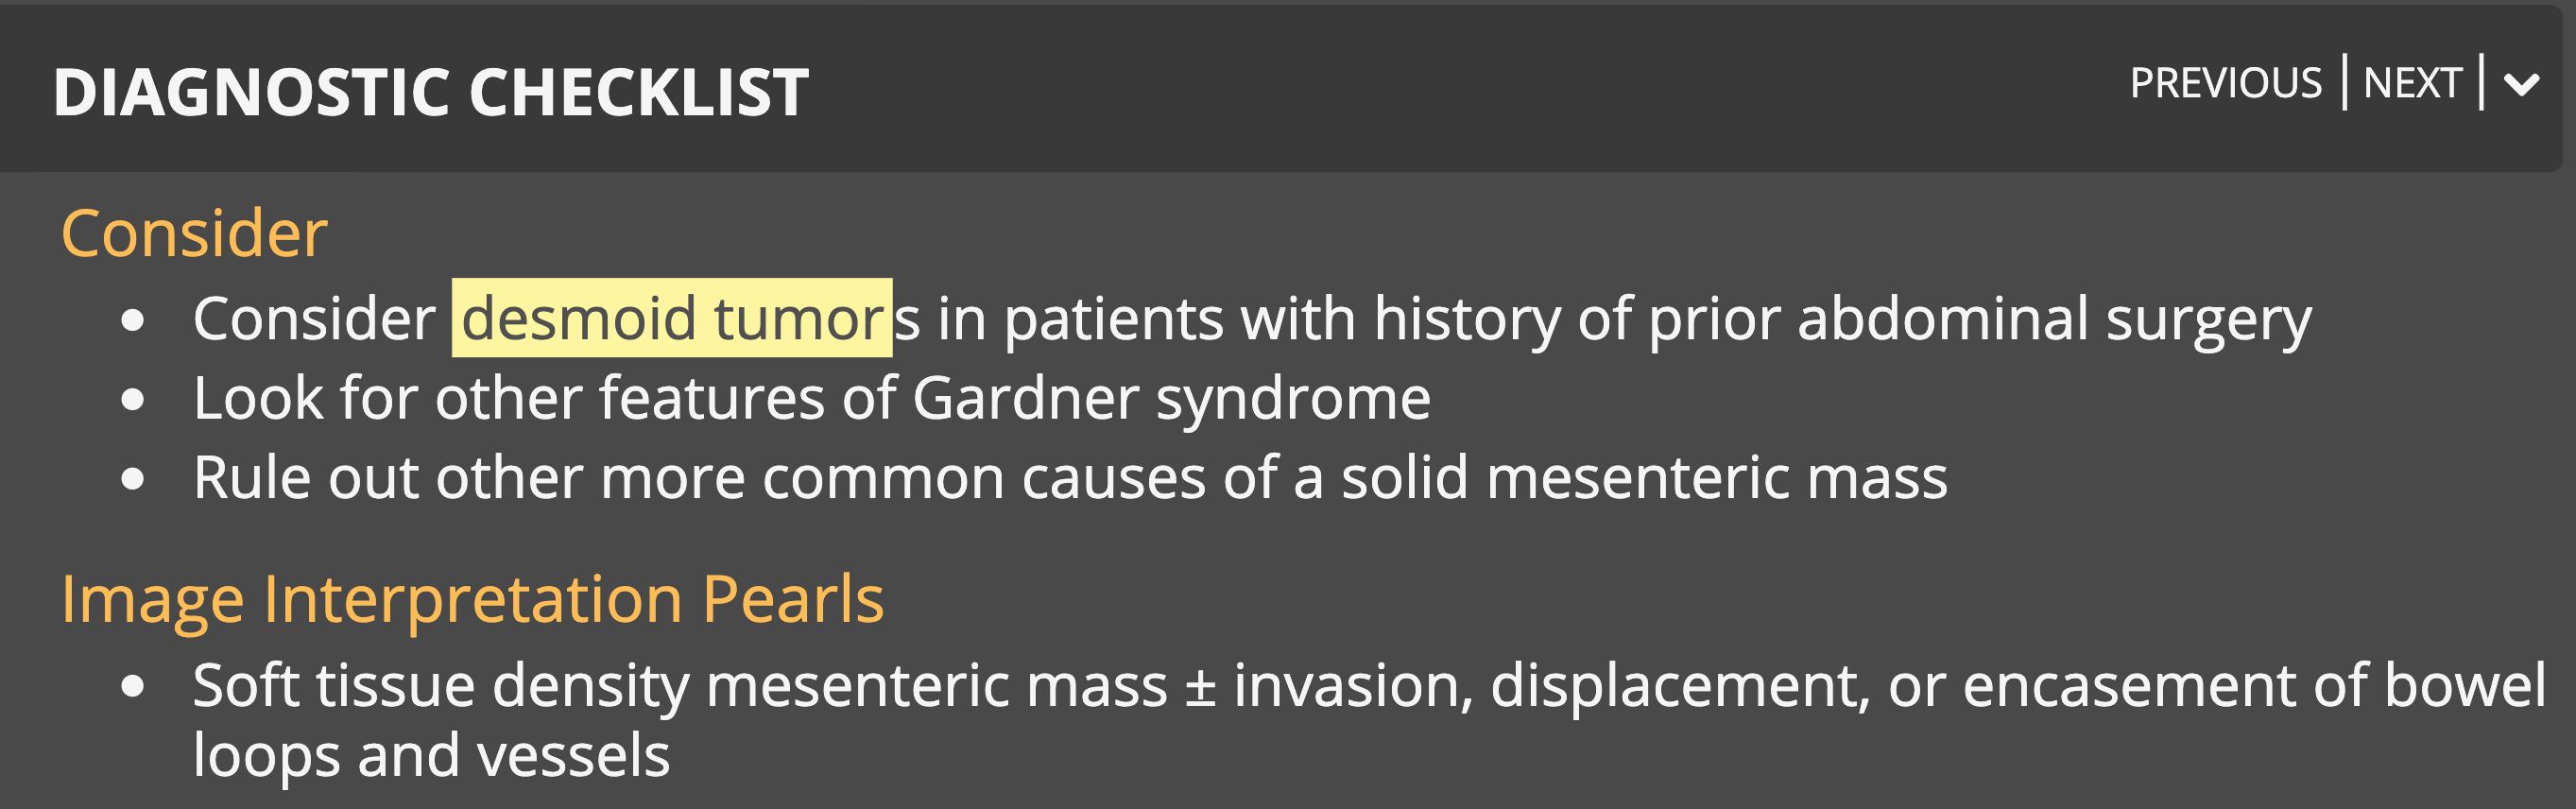 DIAGNOSTIC CHECKLIST
PREVIOUS | NEXT |
Consider
• Consider desmoid tumors in patients with history of prior abdominal surgery
• Look for other features of Gardner syndrome
• Rule out other more common causes of a solid mesenteric mass
Image Interpretation Pearls
• Soft tissue density mesenteric mass ± invasion, displacement, or encasement of bowel
loops and vessels